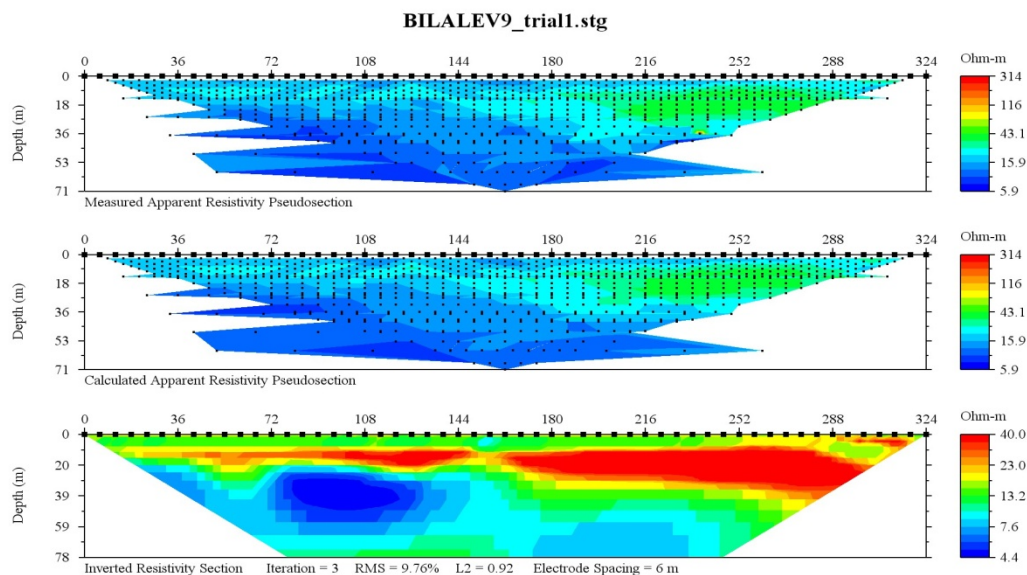 BILALEV9_trial1.stg
0 36 72 108 144 180 216 252 288 324
Ohm-m
Depth (m)
0
18
36
53
71
314
116
43.1
15.9
5.9
Measured Apparent Resistivity Pseudosection
0 36 72 108 144 180 216 252 288 324
Ohm-m
Depth (m)
0
18
36
53
71
314
116
43.1
15.9
5.9
Calculated Apparent Resistivity Pseudosection
0 36 72 108 144 180 216 252 288 324
Ohm-m
Depth (m)
0
20
39
59
78
40.0
23.0
13.2
7.6
4.4
Inverted Resistivity Section Iteration = 3 RMS = 9.76% L2 = 0.92 Electrode Spacing = 6 m